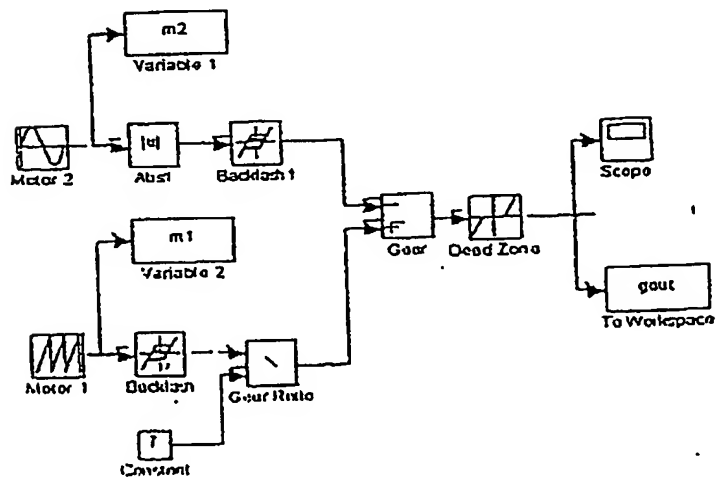 m2
Variable 1
|u|
Motor 2
Abs1
Backlash 1
Scope
m1
Variable 2
Gear
Dead Zone
gout
To Workspace
Motor 1
Backlash
Gear Ratio
Constant